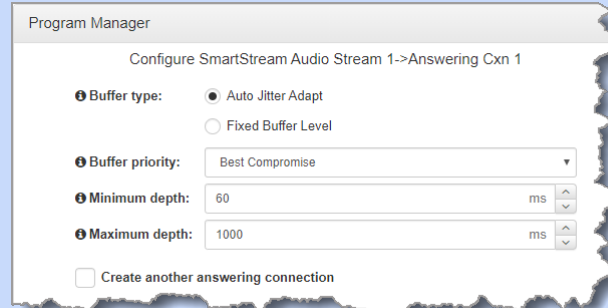 Program Manager
Configure SmartStream Audio Stream 1->Answering Cxn 1
Buffer type: Auto Jitter Adapt
Fixed Buffer Level
Buffer priority: Best Compromise
Minimum depth: 60 ms
Maximum depth: 1000 ms
Create another answering connection